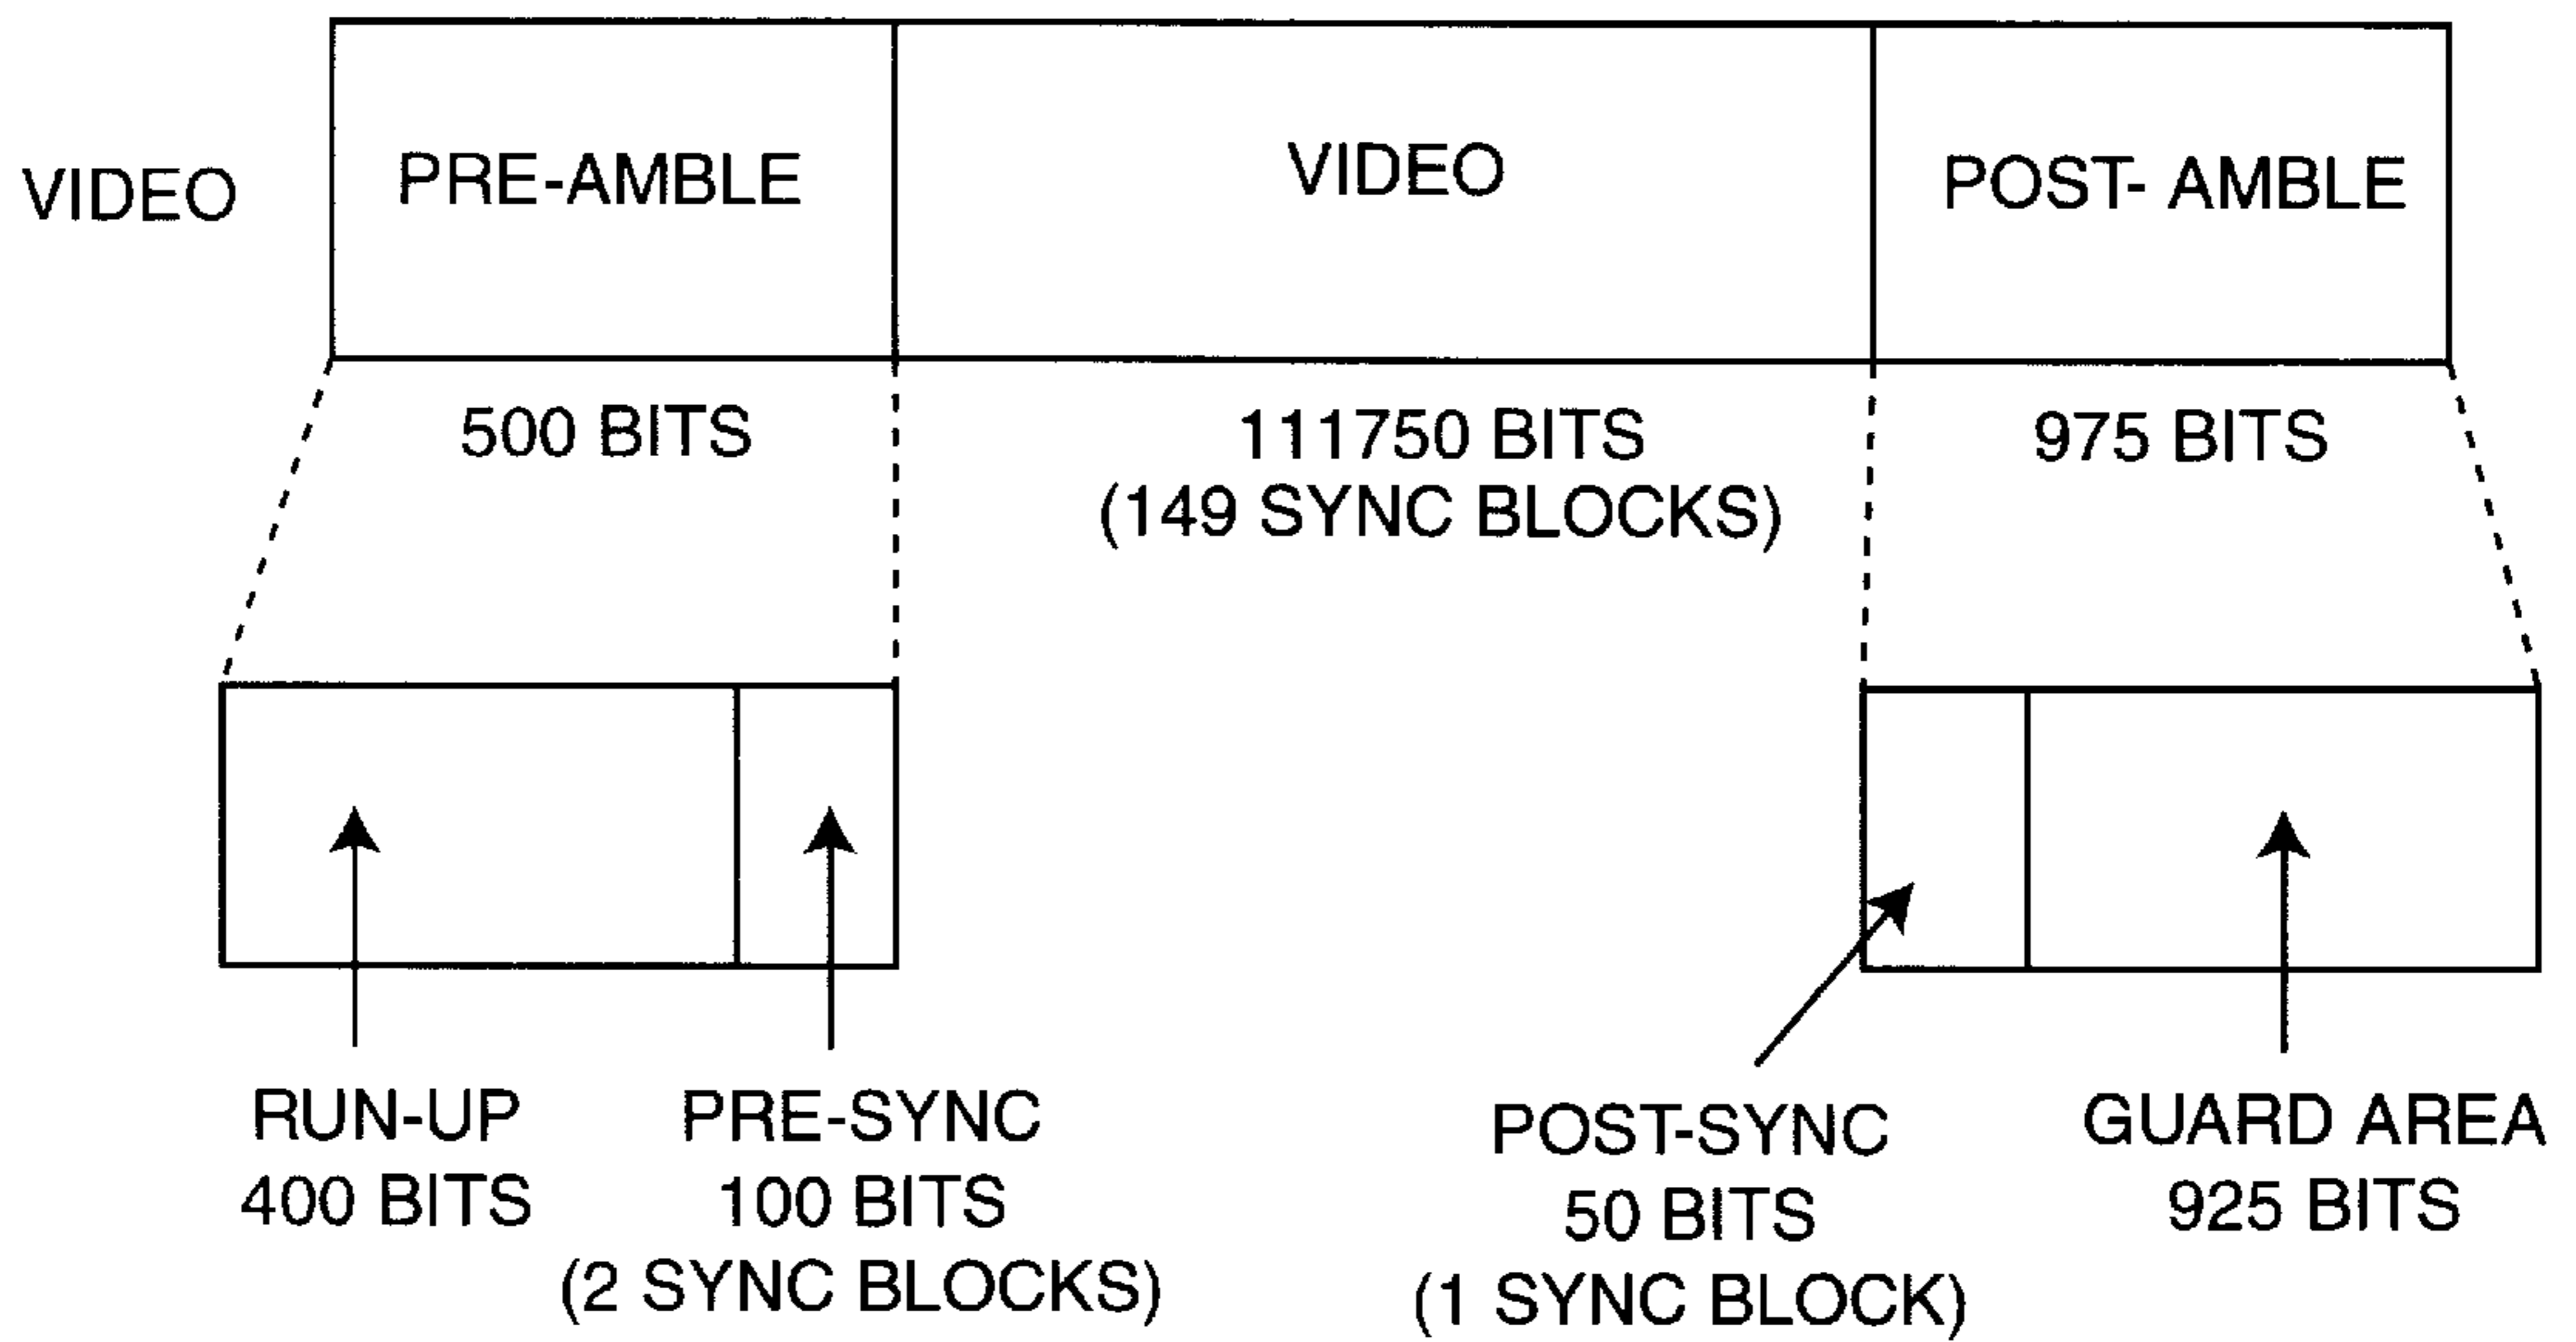 VIDEO
PRE-AMBLE
VIDEO
POST- AMBLE
500 BITS
111750 BITS
(149 SYNC BLOCKS)
975 BITS
RUN-UP
400 BITS
PRE-SYNC
100 BITS
(2 SYNC BLOCKS)
POST-SYNC
50 BITS
(1 SYNC BLOCK)
GUARD AREA
925 BITS